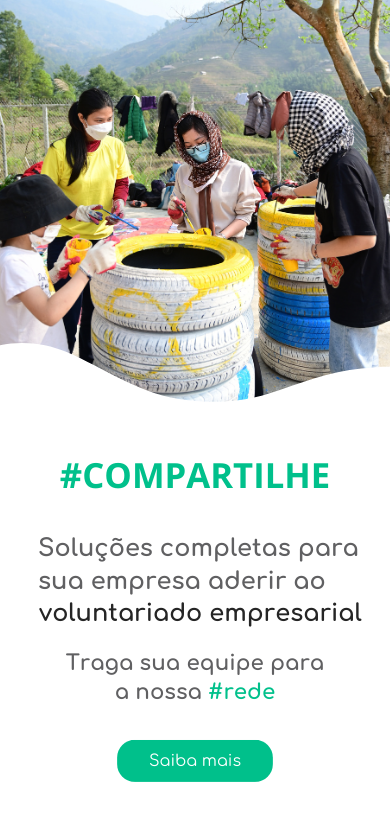 #COMPARTILHE
Soluções completas para
sua empresa aderir ao
voluntariado empresarial
Traga sua equipe para
a nossa #rede
Saiba mais